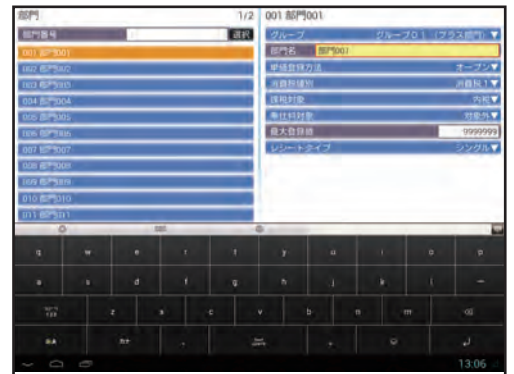 部門 1/2
部門番号 選択
001 部門001
002 部門002
003 部門003
004 部門004
005 部門005
006 部門006
007 部門007
008 部門008
009 部門009
010 部門010
011 部門011
001 部門001
グループ グループ01 (プラス部門) ▼
部門名 部門001
単価登録方法 オープン▼
消費税種別 消費税1▼
課税対象 内税▼
奉仕料対象 対象外▼
最大登録額 9999999
レシートタイプ シングル▼
q w e r t y u i o p
a s d f g h j k l ー
z x c v b n m
13:06